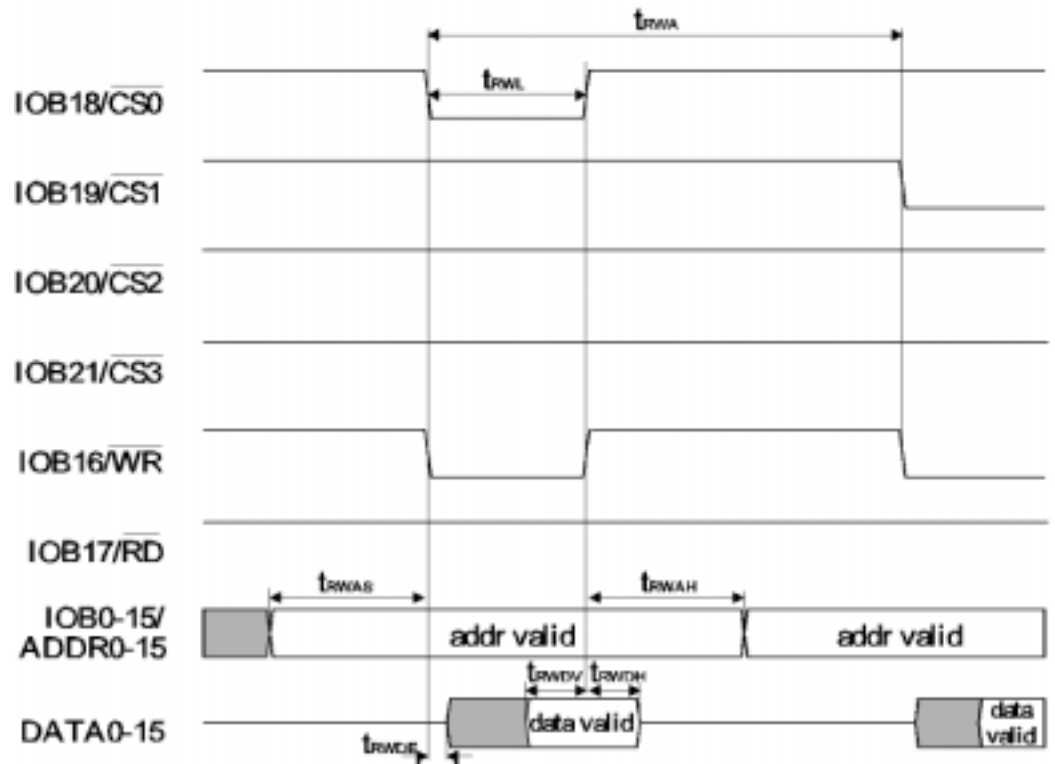 tRWA
IOB18/CS0
tRWL
IOB19/CS1
IOB20/CS2
IOB21/CS3
IOB16/WR
IOB17/RD
tRWAS
tRWAH
IOB0-15/
ADDR0-15
addr valid
addr valid
tRWDV
tRWDH
DATA0-15
data valid
data
valid